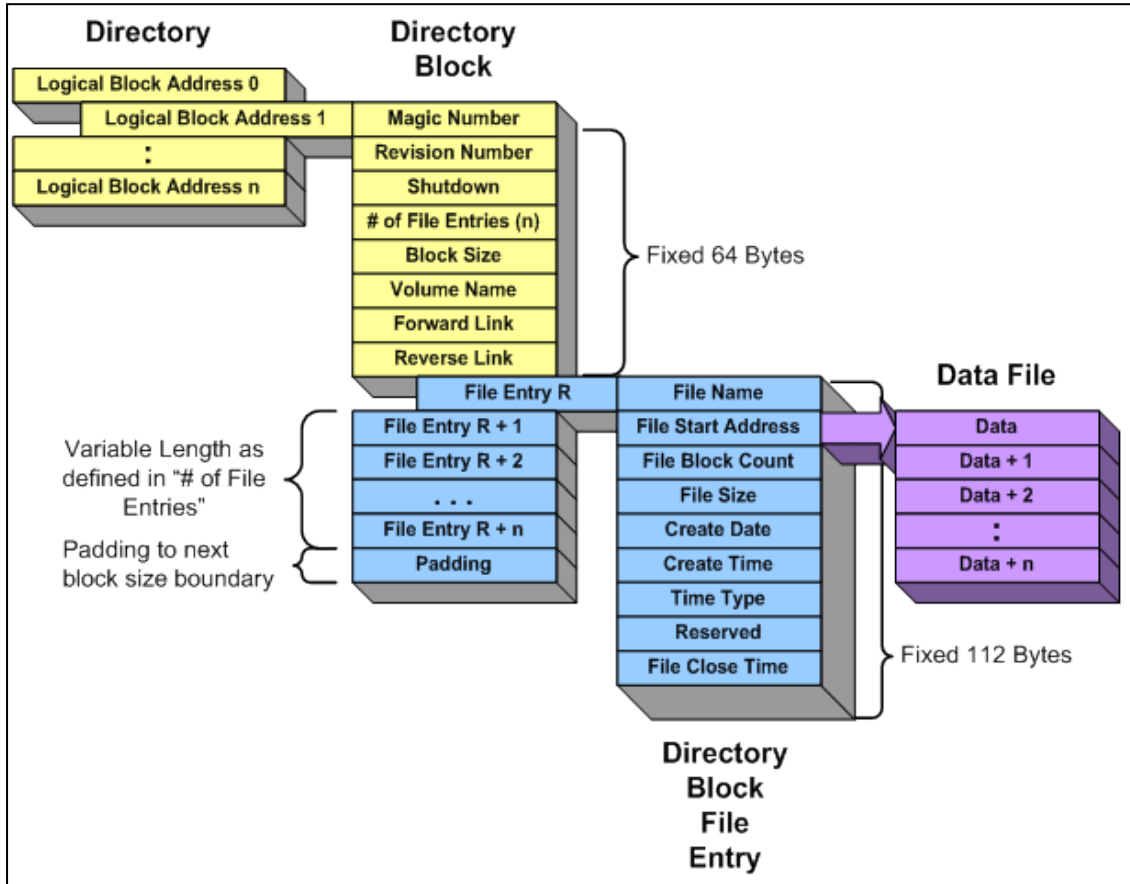 Directory
Logical Block Address 0
Logical Block Address 1
:
Logical Block Address n
Directory
Block
Magic Number
Revision Number
Shutdown
# of File Entries (n)
Block Size
Volume Name
Forward Link
Reverse Link
Fixed 64 Bytes
File Entry R
File Entry R + 1
File Entry R + 2
. . .
File Entry R + n
Padding
Variable Length as
defined in “# of File
Entries”
Padding to next
block size boundary
File Name
File Start Address
File Block Count
File Size
Create Date
Create Time
Time Type
Reserved
File Close Time
Fixed 112 Bytes
Directory
Block
File
Entry
Data File
Data
Data + 1
Data + 2
:
Data + n